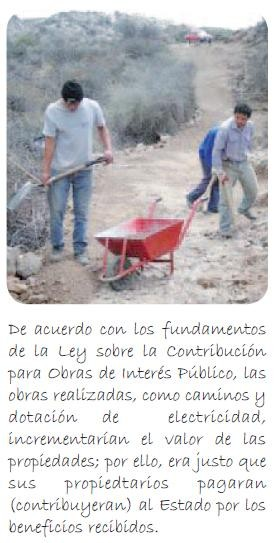 De acuerdo con los fundamentos
de la Ley sobre la Contribución
para Obras de Interés Público, las
obras realizadas, como caminos y
dotación de electricidad,
incrementarían el valor de las
propiedades; por ello, era justo que
sus propiedtarios pagaran
(contribuyeran) al Estado por los
beneficios recibidos.